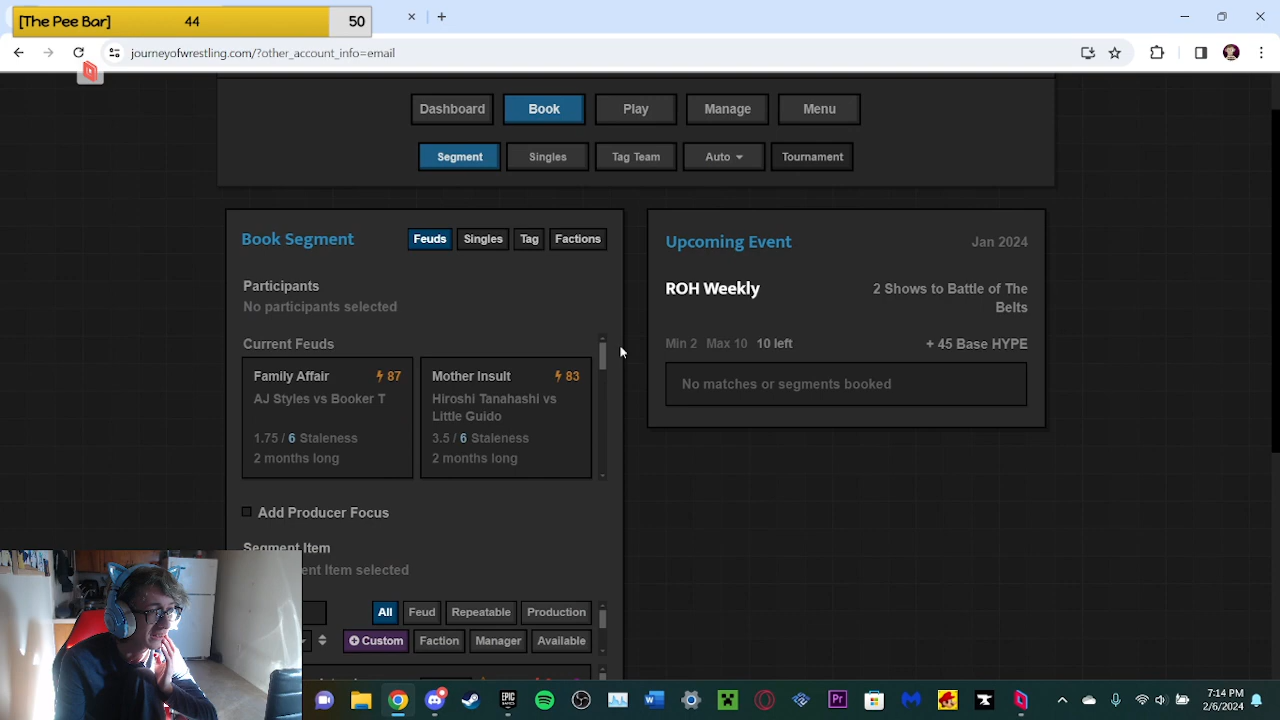 [The Pee Bar] 44 50
journeyofwrestling.com/?other_account_info=email
Dashboard Book Play Manage Menu
Segment Singles Tag Team Auto Tournament
Book Segment Feuds Singles Tag Factions
Participants
No participants selected
Current Feuds
Family Affair 87
AJ Styles vs Booker T
1.75 / 6 Staleness
2 months long
Mother Insult 83
Hiroshi Tanahashi vs
Little Guido
3.5 / 6 Staleness
2 months long
Add Producer Focus
Segment Item
ent Item selected
All Feud Repeatable Production
Custom Faction Manager Available
Upcoming Event Jan 2024
ROH Weekly 2 Shows to Battle of The
Belts
Min 2 Max 10 10 left + 45 Base HYPE
No matches or segments booked
7:14 PM
2/6/2024